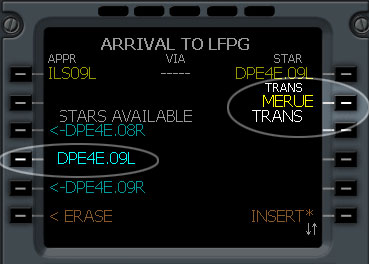 ARRIVAL TO LFPG
APPR VIA STAR
ILS09L ----- DPE4E.09L
TRANS
MERUE
STARS AVAILABLE TRANS
<-DPE4E.08R
DPE4E.09L
<-DPE4E.09R
< ERASE INSERT*
↓↑